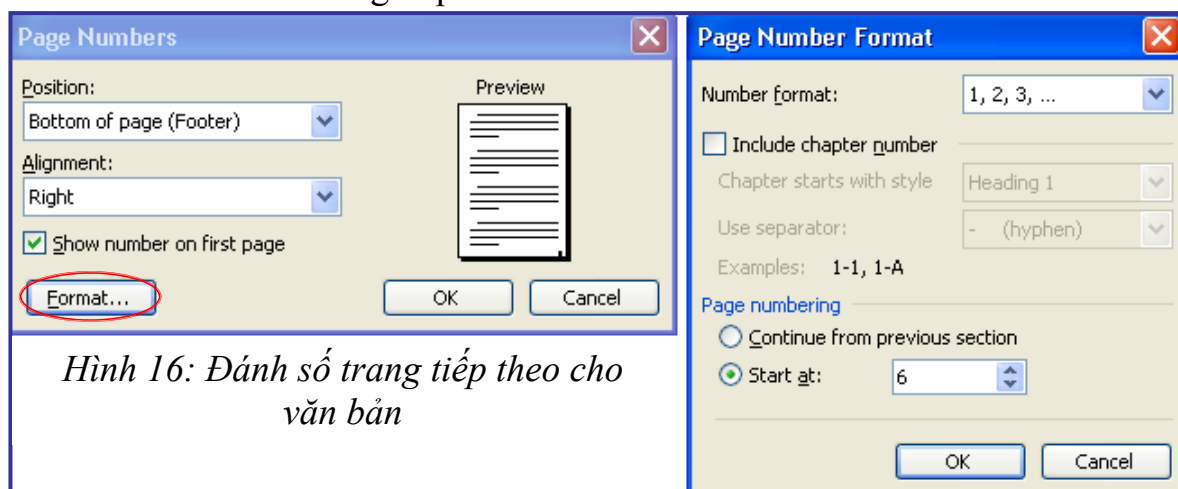 Page Numbers
Position:
Preview
Bottom of page (Footer)
Alignment:
Right
Show number on first page
Format...
OK
Cancel
Hình 16: Đánh số trang tiếp theo cho
văn bản
Page Number Format
Number format:
1, 2, 3, ...
Include chapter number
Chapter starts with style
Heading 1
Use separator:
- (hyphen)
Examples: 1-1, 1-A
Page numbering
Continue from previous section
Start at:
6
OK
Cancel